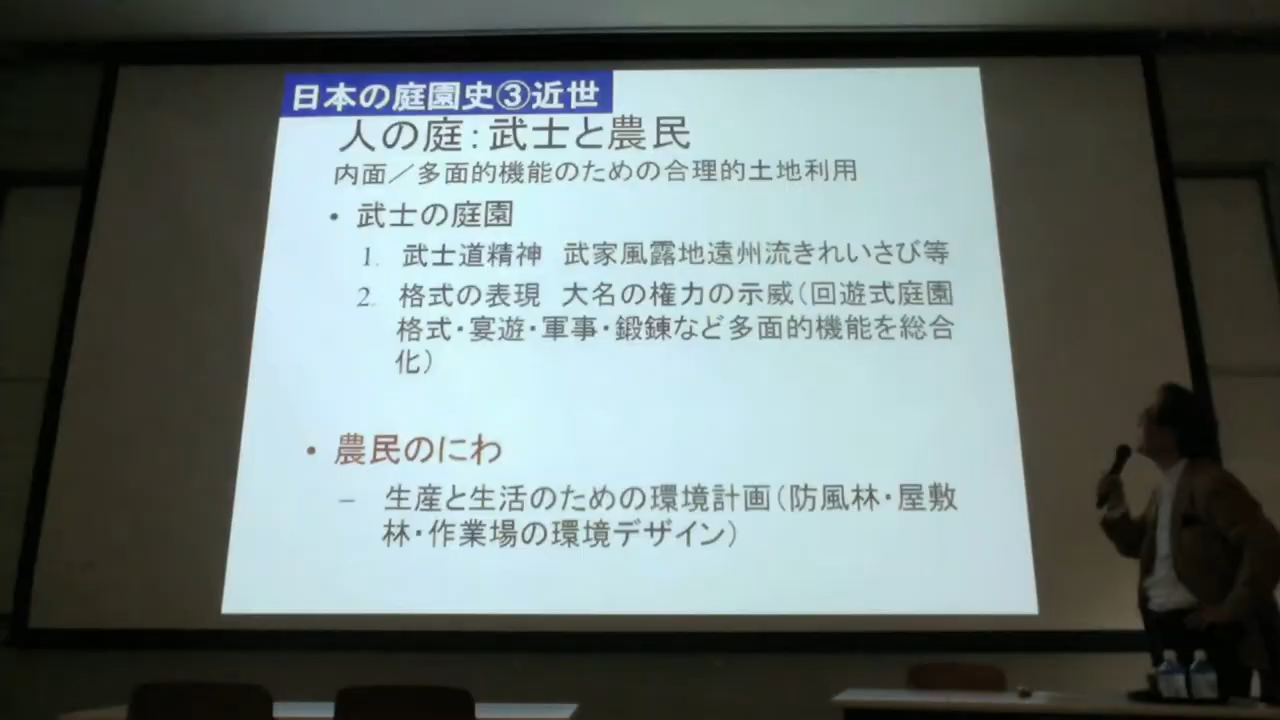 日本の庭園史③近世
人の庭：武士と農民
内面／多面的機能のための合理的土地利用
• 武士の庭園
1. 武士道精神　武家風露地遠州流きれいさび等
2. 格式の表現　大名の権力の示威（回遊式庭園
格式・宴遊・軍事・鍛錬など多面的機能を総合
化）
• 農民のにわ
– 生産と生活のための環境計画（防風林・屋敷
林・作業場の環境デザイン）